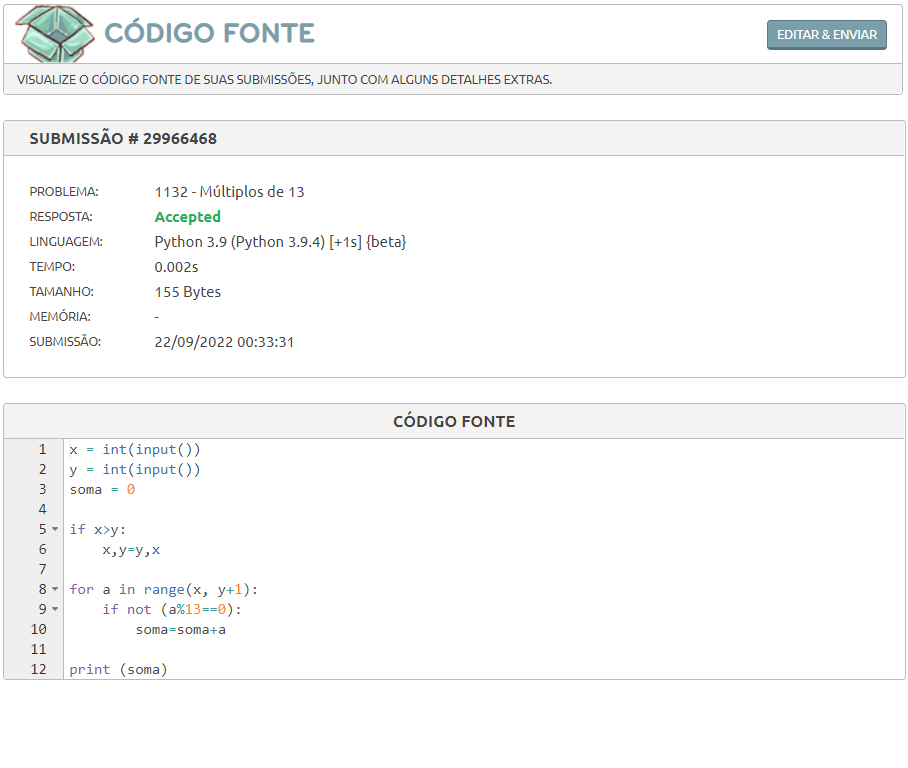 CÓDIGO FONTE
EDITAR & ENVIAR
VISUALIZE O CÓDIGO FONTE DE SUAS SUBMISSÕES, JUNTO COM ALGUNS DETALHES EXTRAS.
SUBMISSÃO # 29966468
PROBLEMA: 1132 - Múltiplos de 13
RESPOSTA: Accepted
LINGUAGEM: Python 3.9 (Python 3.9.4) [+1s] {beta}
TEMPO: 0.002s
TAMANHO: 155 Bytes
MEMÓRIA: -
SUBMISSÃO: 22/09/2022 00:33:31
CÓDIGO FONTE
1 x = int(input())
2 y = int(input())
3 soma = 0
4
5 if x>y:
6     x,y=y,x
7
8 for a in range(x, y+1):
9     if not (a%13==0):
10         soma=soma+a
11
12 print (soma)